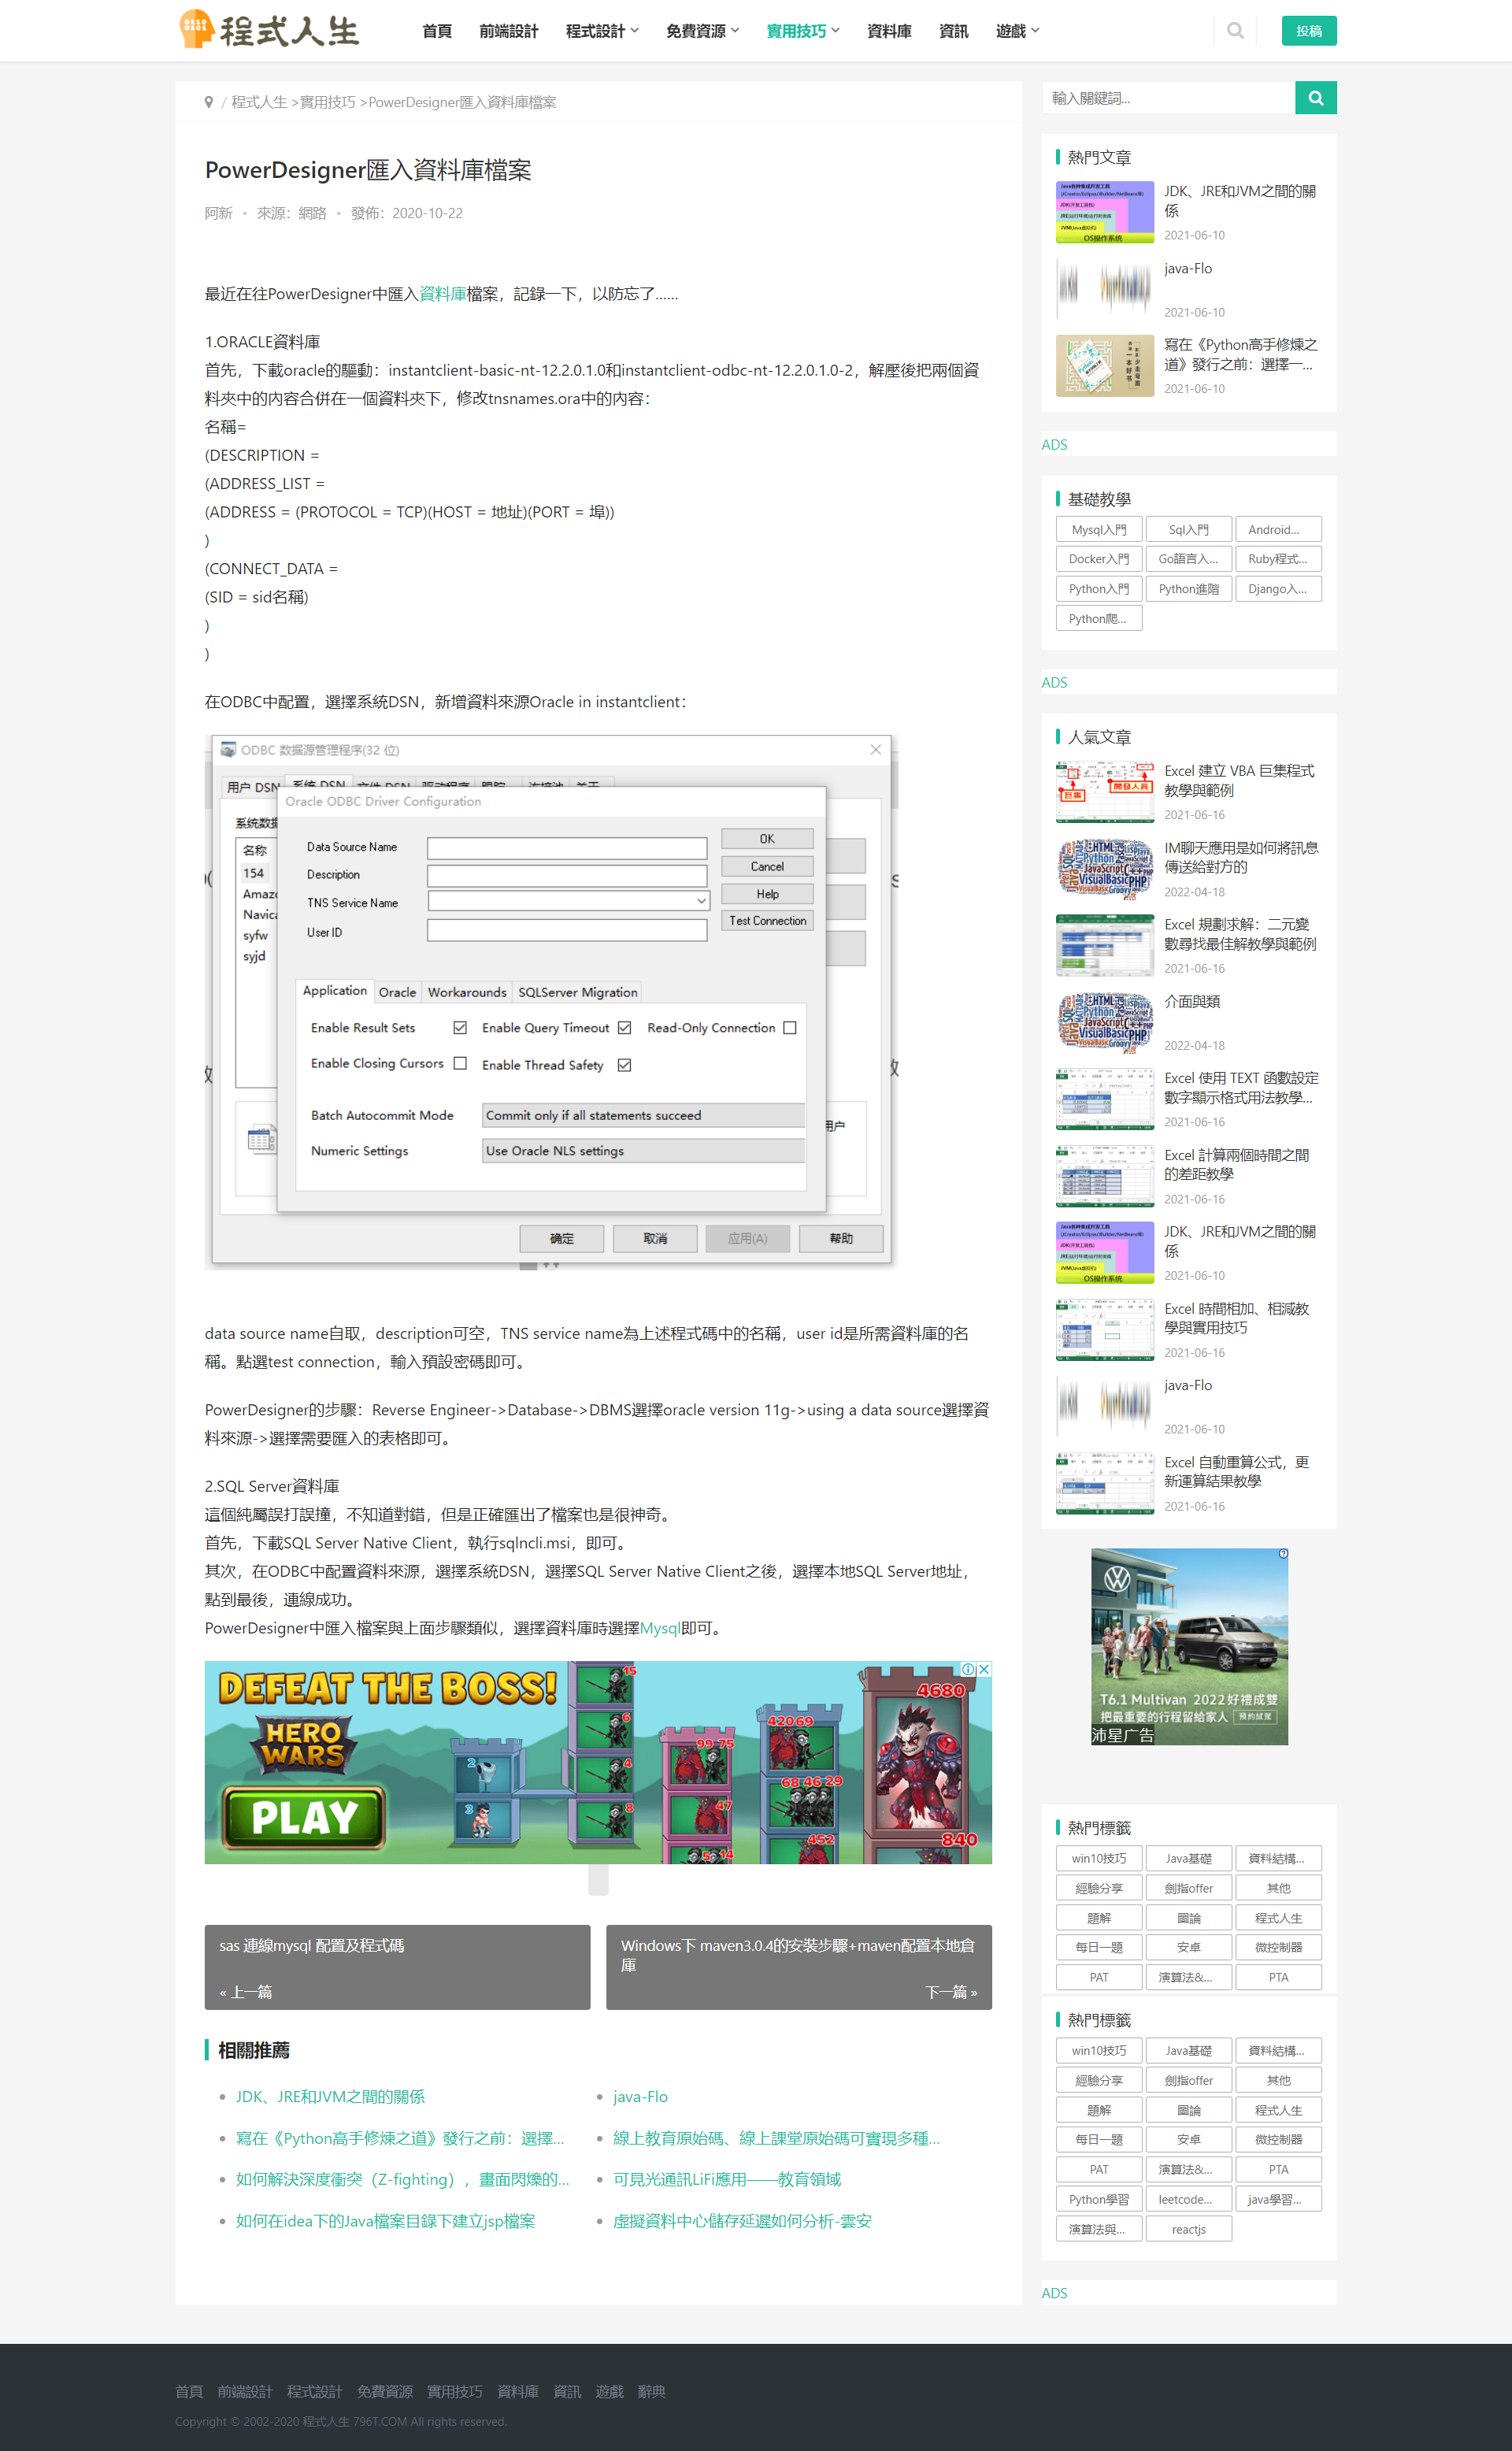 程式人生
首頁 前端設計 程式設計 免費資源 實用技巧 資料庫 資訊 遊戲
投稿
/ 程式人生 >實用技巧 >PowerDesigner匯入資料庫檔案
PowerDesigner匯入資料庫檔案
阿新 • 來源：網路 • 發佈：2020-10-22
最近在往PowerDesigner中匯入資料庫檔案，記錄一下，以防忘了……
1.ORACLE資料庫
首先，下載oracle的驅動：instantclient-basic-nt-12.2.0.1.0和instantclient-odbc-nt-12.2.0.1.0-2，解壓後把兩個資
料夾中的內容合併在一個資料夾下，修改tnsnames.ora中的內容：
名稱=
(DESCRIPTION =
(ADDRESS_LIST =
(ADDRESS = (PROTOCOL = TCP)(HOST = 地址)(PORT = 埠))
)
(CONNECT_DATA =
(SID = sid名稱)
)
)
在ODBC中配置，選擇系統DSN，新增資料來源Oracle in instantclient：
ODBC 数据源管理程序(32 位)
用户 DSN 系统 DSN 文件 DSN 驱动程序 跟踪 连接池 关于
系统数据
名称
154
Amazo
Navica
syfw
syjd
用户
Oracle ODBC Driver Configuration
Data Source Name
Description
TNS Service Name
User ID
OK
Cancel
Help
Test Connection
Application Oracle Workarounds SQLServer Migration
Enable Result Sets Enable Query Timeout Read-Only Connection
Enable Closing Cursors Enable Thread Safety
Batch Autocommit Mode Commit only if all statements succeed
Numeric Settings Use Oracle NLS settings
确定 取消 应用(A) 帮助
data source name自取，description可空，TNS service name為上述程式碼中的名稱，user id是所需資料庫的名
稱。點選test connection，輸入預設密碼即可。
PowerDesigner的步驟：Reverse Engineer->Database->DBMS選擇oracle version 11g->using a data source選擇資
料來源->選擇需要匯入的表格即可。
2.SQL Server資料庫
這個純屬誤打誤撞，不知道對錯，但是正確匯出了檔案也是很神奇。
首先，下載SQL Server Native Client，執行sqlncli.msi，即可。
其次，在ODBC中配置資料來源，選擇系統DSN，選擇SQL Server Native Client之後，選擇本地SQL Server地址，
點到最後，連線成功。
PowerDesigner中匯入檔案與上面步驟類似，選擇資料庫時選擇Mysql即可。
DEFEAT THE BOSS!
HERO
WARS
PLAY
2
3
15
6
4
8
99 75
47
5 14
420 69
68 46 29
452
4680
840
sas 連線mysql 配置及程式碼
« 上一篇
Windows下 maven3.0.4的安裝步驟+maven配置本地倉
庫
下一篇 »
相關推薦
JDK、JRE和JVM之間的關係
java-Flo
寫在《Python高手修煉之道》發行之前：選擇...
線上教育原始碼、線上課堂原始碼可實現多種...
如何解決深度衝突（Z-fighting），畫面閃爍的...
可見光通訊LiFi應用——教育領域
如何在idea下的Java檔案目錄下建立jsp檔案
虛擬資料中心儲存延遲如何分析-雲安
輸入關鍵詞...
熱門文章
JDK、JRE和JVM之間的關
係
2021-06-10
java-Flo
2021-06-10
寫在《Python高手修煉之
道》發行之前：選擇一...
2021-06-10
ADS
基礎教學
Mysql入門 Sql入門 Android...
Docker入門 Go語言入... Ruby程式...
Python入門 Python進階 Django入...
Python爬...
ADS
人氣文章
巨集
開發人員
Excel 建立 VBA 巨集程式
教學與範例
2021-06-16
IM聊天應用是如何將訊息
傳送給對方的
2022-04-18
Excel 規劃求解：二元變
數尋找最佳解教學與範例
2021-06-16
介面與類
2022-04-18
Excel 使用 TEXT 函數設定
數字顯示格式用法教學...
2021-06-16
Excel 計算兩個時間之間
的差距教學
2021-06-16
JDK、JRE和JVM之間的關
係
2021-06-10
Excel 時間相加、相減教
學與實用技巧
2021-06-16
java-Flo
2021-06-10
Excel 自動重算公式，更
新運算結果教學
2021-06-16
T6.1 Multivan 2022好禮成雙
把最重要的行程留給家人 預約試駕
沛星广告
熱門標籤
win10技巧 Java基礎 資料結構...
經驗分享 劍指offer 其他
題解 圖論 程式人生
每日一題 安卓 微控制器
PAT 演算法&... PTA
熱門標籤
win10技巧 Java基礎 資料結構...
經驗分享 劍指offer 其他
題解 圖論 程式人生
每日一題 安卓 微控制器
PAT 演算法&... PTA
Python學習 leetcode... java學習...
演算法與... reactjs
ADS
首頁 前端設計 程式設計 免費資源 實用技巧 資料庫 資訊 遊戲 辭典
Copyright © 2002-2020 程式人生 796T.COM All rights reserved.